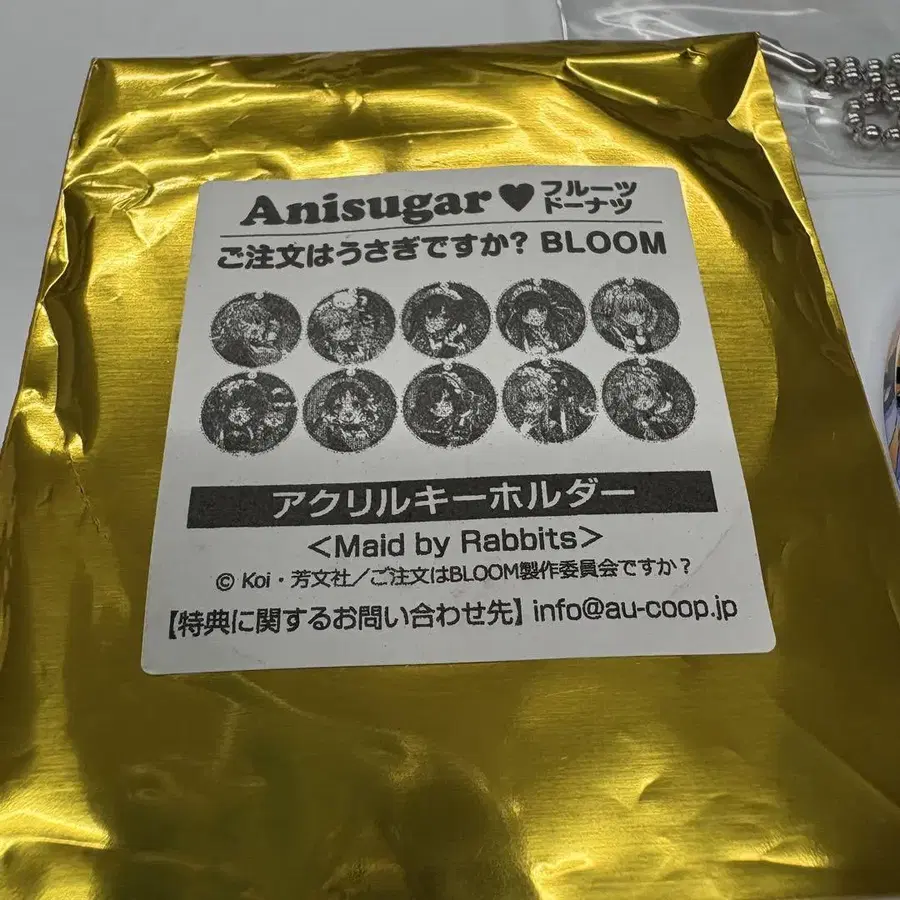 Anisugar♥フルーツドーナツ
ご注文はうさぎですか? BLOOM
アクリルキーホルダー
<Maid by Rabbits>
© Koi・芳文社/ご注文はBLOOM製作委員会ですか?
【特典に関するお問い合わせ先】info@au-coop.jp